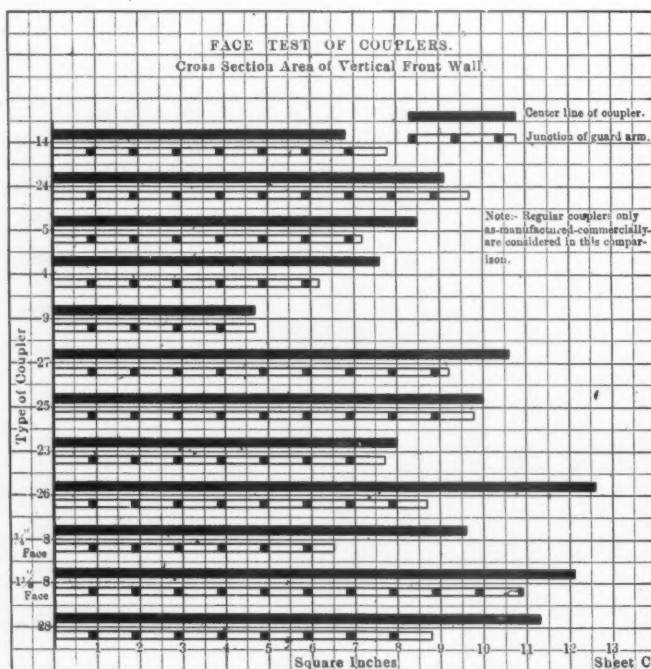 FACE TEST OF COUPLERS.
Cross Section Area of Vertical Front Wall.
Center line of coupler.
Junction of guard arm.
Note:- Regular couplers only
as manufactured commercially
are considered in this compar-
ison.
Type of Coupler
14
24
5
4
9
27
25
23
26
8
Face
8
Face
28
1 2 3 4 5 6 7 8 9 10 11 12 13
Square Inches
Sheet C